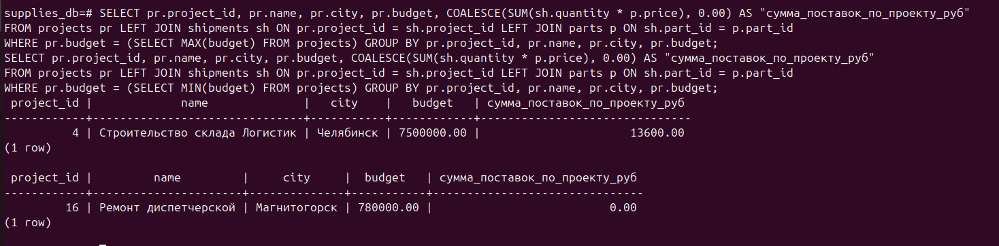 supplies_db=# SELECT pr.project_id, pr.name, pr.city, pr.budget, COALESCE(SUM(sh.quantity * p.price), 0.00) AS "сумма_поставок_по_проекту_руб"
FROM projects pr LEFT JOIN shipments sh ON pr.project_id = sh.project_id LEFT JOIN parts p ON sh.part_id = p.part_id
WHERE pr.budget = (SELECT MAX(budget) FROM projects) GROUP BY pr.project_id, pr.name, pr.city, pr.budget;
SELECT pr.project_id, pr.name, pr.city, pr.budget, COALESCE(SUM(sh.quantity * p.price), 0.00) AS "сумма_поставок_по_проекту_руб"
FROM projects pr LEFT JOIN shipments sh ON pr.project_id = sh.project_id LEFT JOIN parts p ON sh.part_id = p.part_id
WHERE pr.budget = (SELECT MIN(budget) FROM projects) GROUP BY pr.project_id, pr.name, pr.city, pr.budget;
 project_id |             name              |   city    |   budget   | сумма_поставок_по_проекту_руб
------------+-------------------------------+-----------+------------+-------------------------------
          4 | Строительство склада Логистик | Челябинск | 7500000.00 |                      13600.00
(1 row)

 project_id |         name         |     city     |  budget   | сумма_поставок_по_проекту_руб
------------+----------------------+--------------+-----------+-------------------------------
         16 | Ремонт диспетчерской | Магнитогорск | 780000.00 |                          0.00
(1 row)